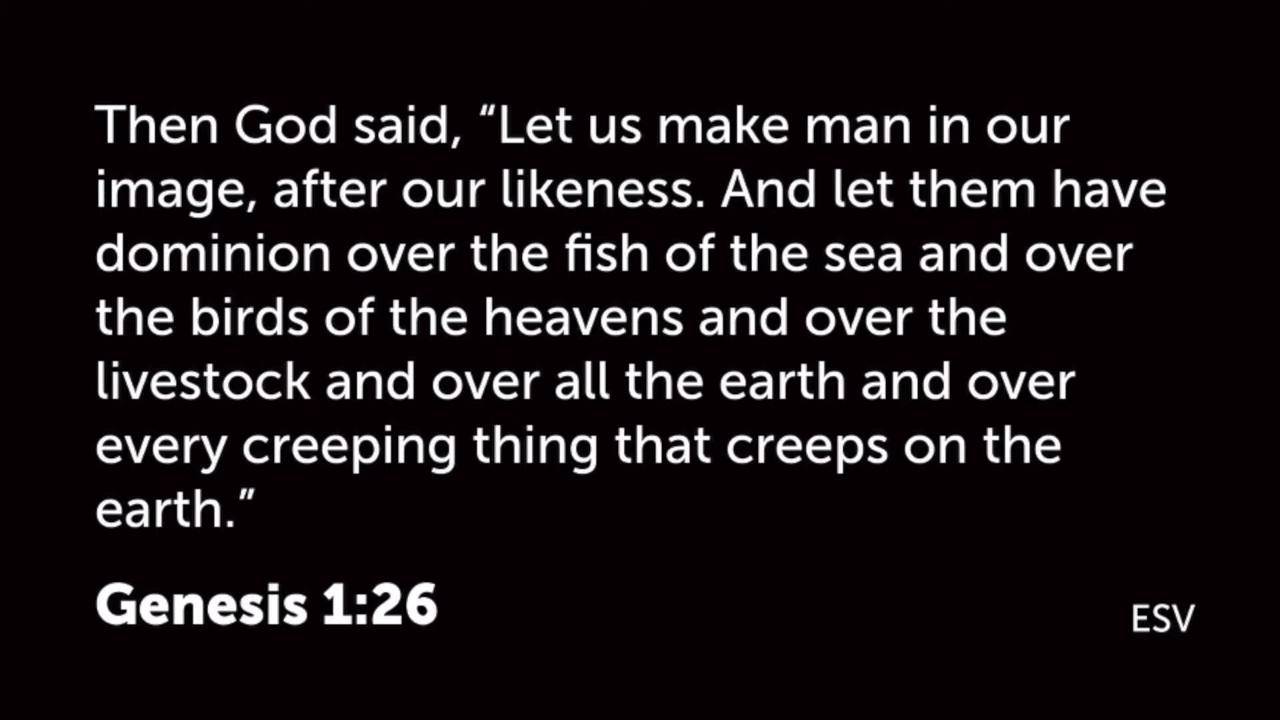 Then God said, “Let us make man in our
image, after our likeness. And let them have
dominion over the fish of the sea and over
the birds of the heavens and over the
livestock and over all the earth and over
every creeping thing that creeps on the
earth.”
Genesis 1:26
ESV